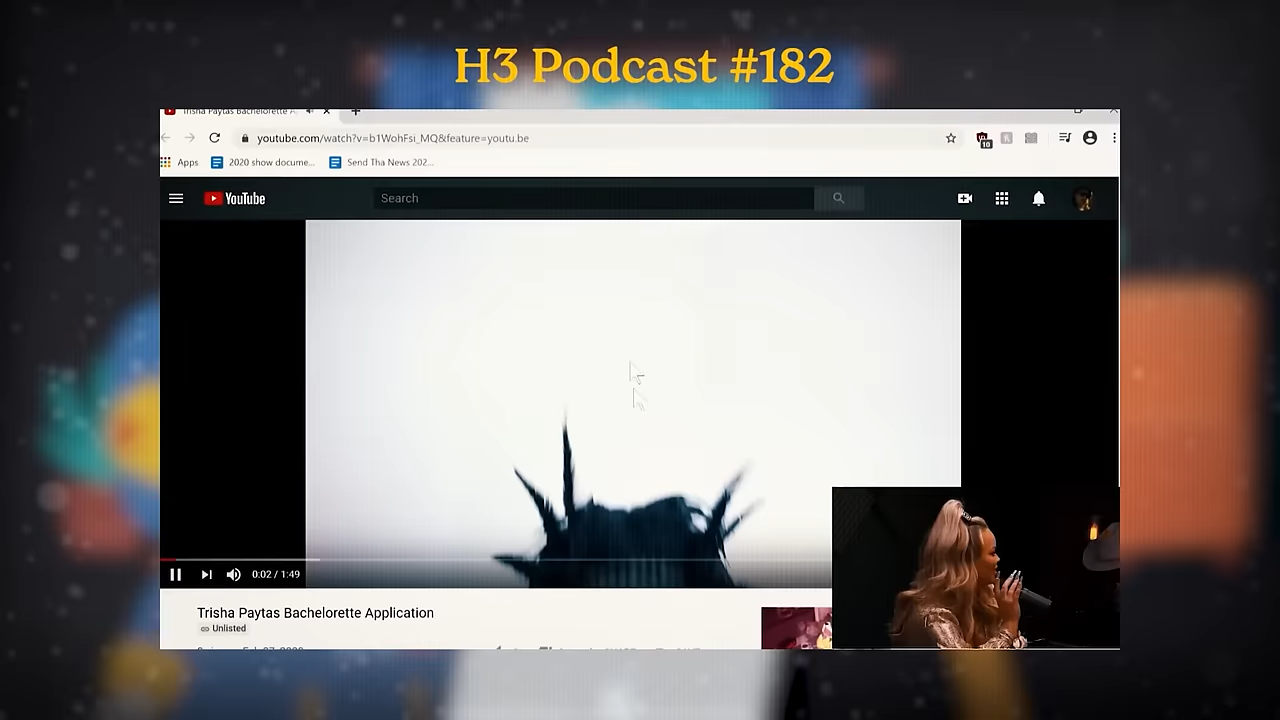 H3 Podcast #182
Trisha Paytas Bachelorette A
youtube.com/watch?v=b1WohFsi_MQ&feature=youtu.be
10
Apps
2020 show docume...
Send Tha News 202...
YouTube
Search
0:02 / 1:49
Trisha Paytas Bachelorette Application
Unlisted